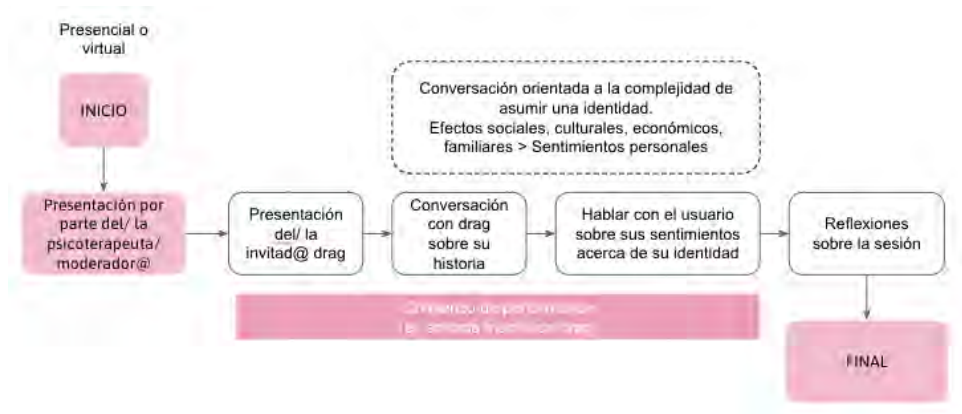 Presencial o
virtual
INICIO
Conversación orientada a la complejidad de
asumir una identidad.
Efectos sociales, culturales, económicos,
familiares > Sentimientos personales
Presentación por
parte del/ la
psicoterapeuta/
moderador@
Presentación
del/ la
invitad@ drag
Conversación
con drag
sobre su
historia
Hablar con el usuario
sobre sus sentimientos
acerca de su identidad
Reflexiones
sobre la sesión
FINAL